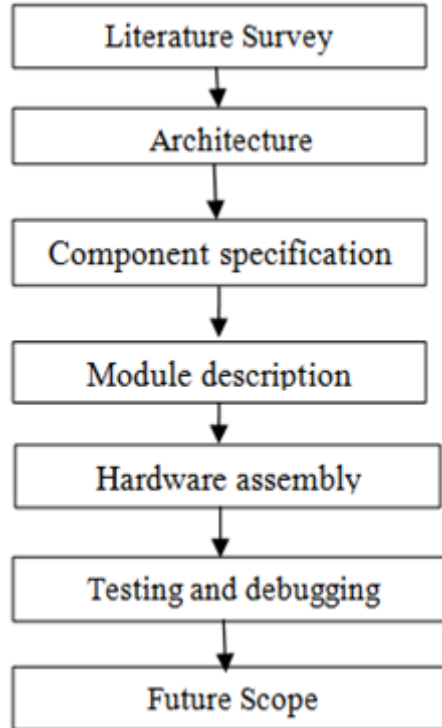 Literature Survey
Architecture
Component specification
Module description
Hardware assembly
Testing and debugging
Future Scope